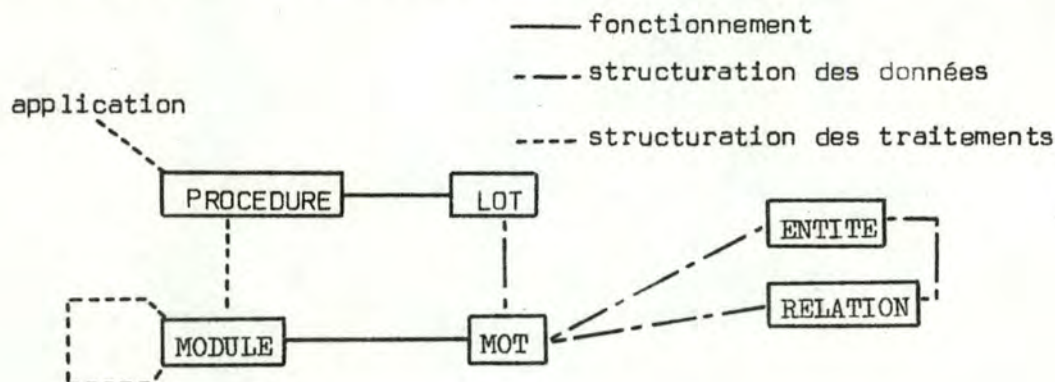 fonctionnement
structuration des données
application
structuration des traitements
PROCEDURE
LOT
ENTITE
RELATION
MODULE
MOT